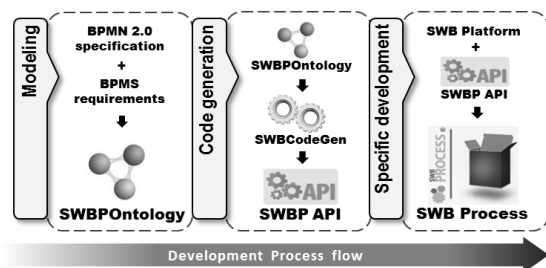 Modeling
BPMN 2.0
specification
+
BPMS
requirements
SWBPOntology
Code generation
SWBPOntology
SWBCodeGen
API
SWBP API
Specific development
SWB Platform
+
API
SWBP API
SWB
PROCESS
SWB Process
Development Process flow